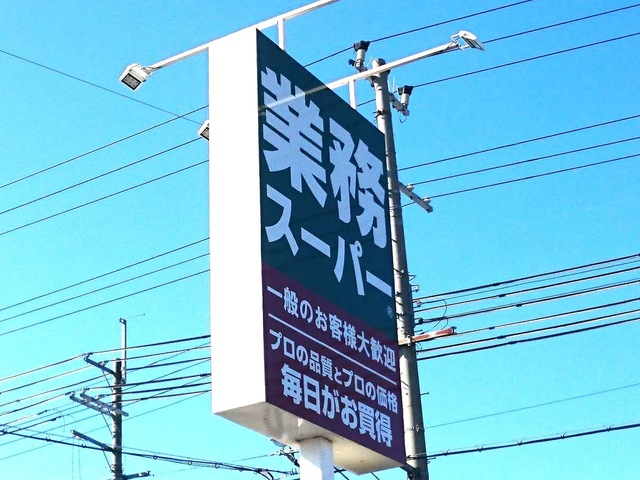 業務
スーパー
一般のお客様大歓迎
プロの品質とプロの価格
毎日がお買得